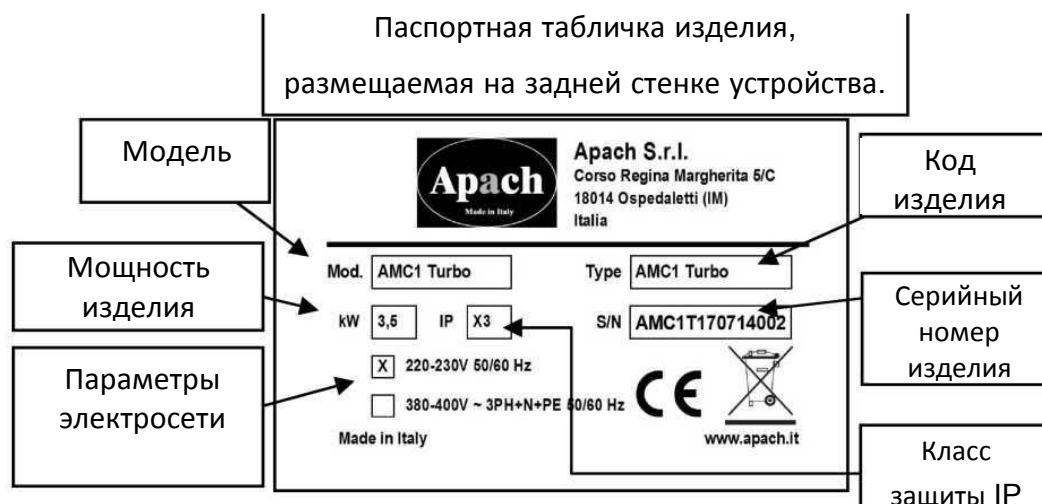 Паспортная табличка изделия,
размещаемая на задней стенке устройства.
Модель
Apach
Made in Italy
Apach S.r.l.
Corso Regina Margherita 5/C
18014 Ospedaletti (IM)
Italia
Код
изделия
Мощность
изделия
Mod. AMC1 Turbo Type AMC1 Turbo
kW 3,5 IP X3 S/N AMC1T170714002
Серийный
номер
изделия
Параметры
электросети
X 220-230V 50/60 Hz
380-400V ~ 3PH+N+PE 50/60 Hz
CE
Made in Italy www.apach.it
Класс
защиты IP